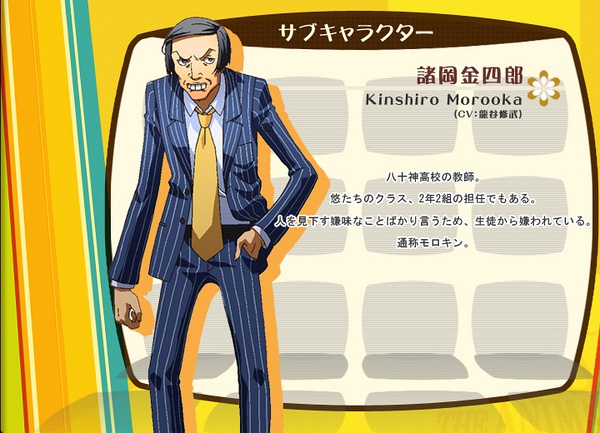 サブキャラクター
諸岡金四郎
Kinshiro Morooka
(CV:龍谷修武)
八十神高校の教師。
悠たちのクラス、2年2組の担任でもある。
人を見下す嫌味なことばかり言うため、生徒から嫌われている。
通称モロキン。
THE ANIM